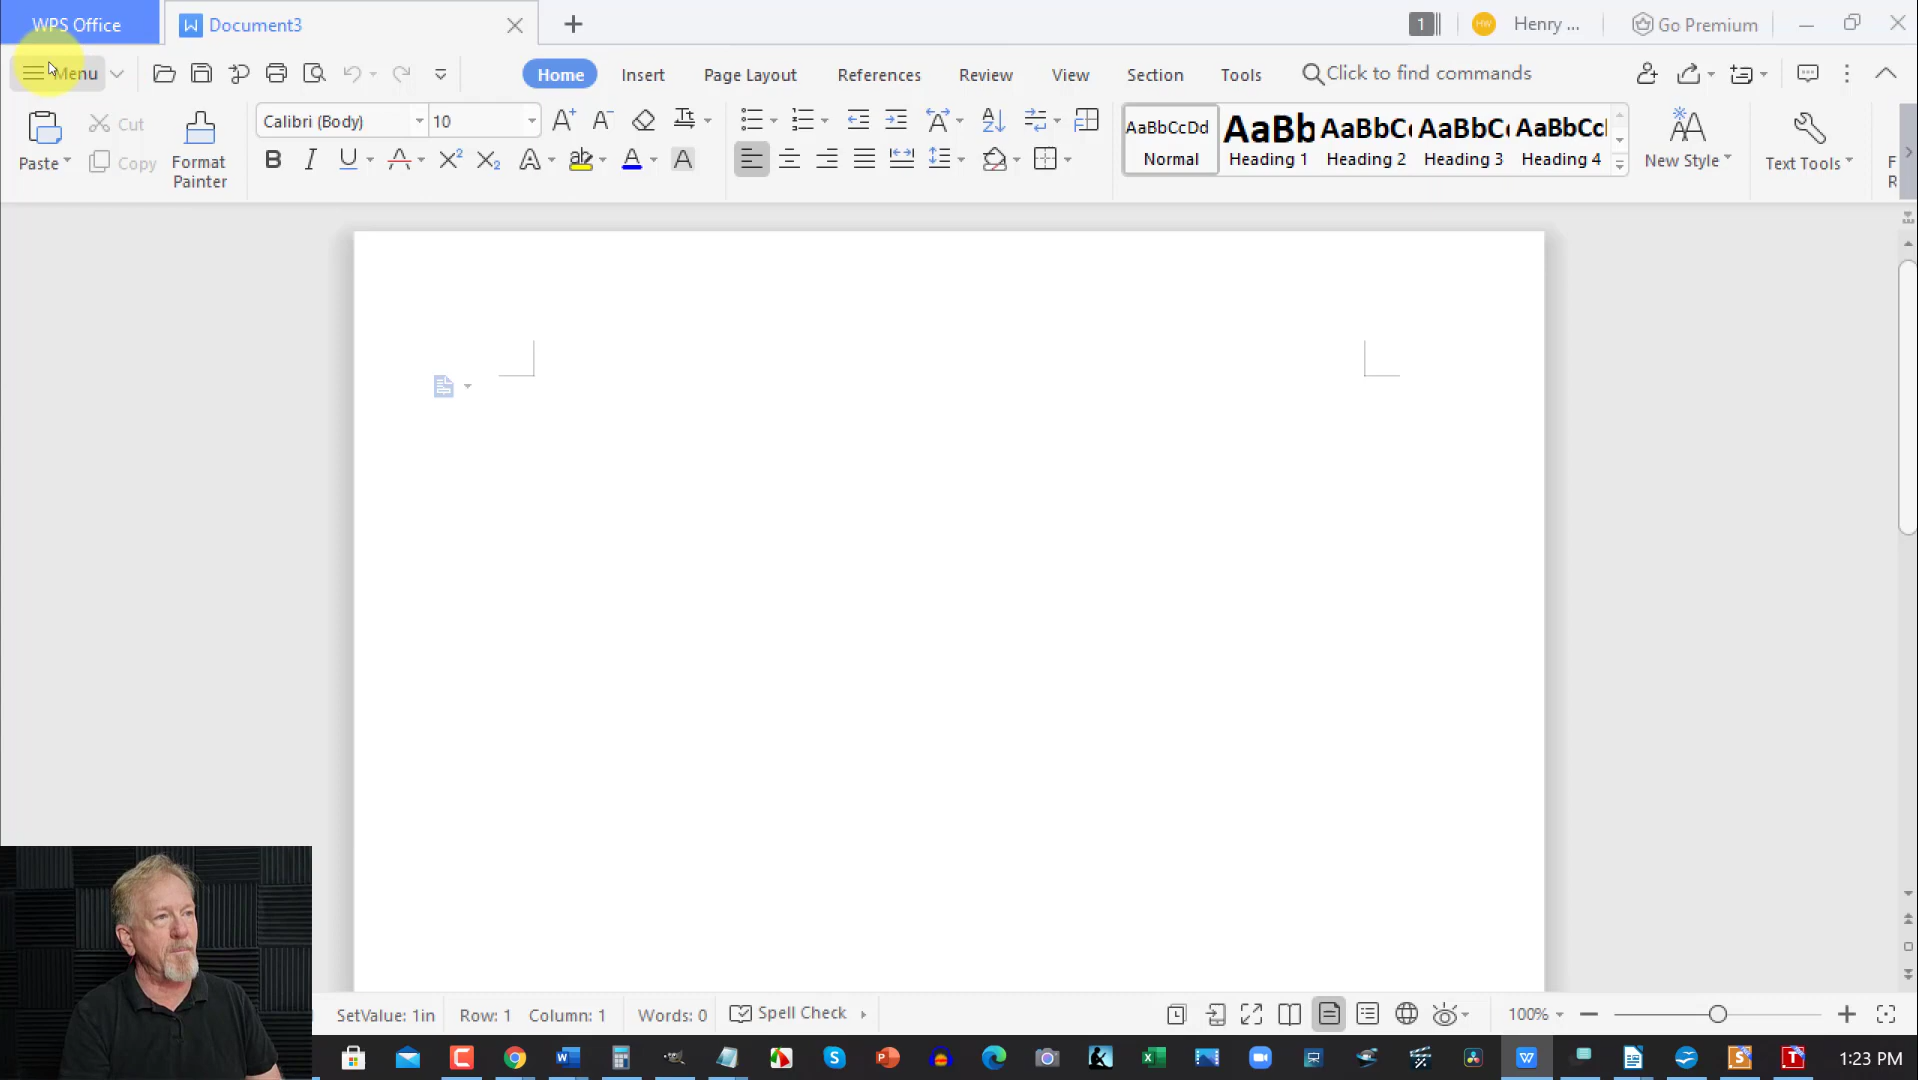 WPS Office
Document3
1
HW
Henry ...
Go Premium
Menu
Home
Insert
Page Layout
References
Review
View
Section
Tools
Click to find commands
Paste
Cut
Copy
Format
Painter
Calibri (Body)
10
AaBbCcDd
Normal
AaBb
Heading 1
AaBbC
Heading 2
AaBbC
Heading 3
AaBbCc
Heading 4
New Style
Text Tools
F
R
SetValue: 1in
Row: 1
Column: 1
Words: 0
Spell Check
100%
1:23 PM